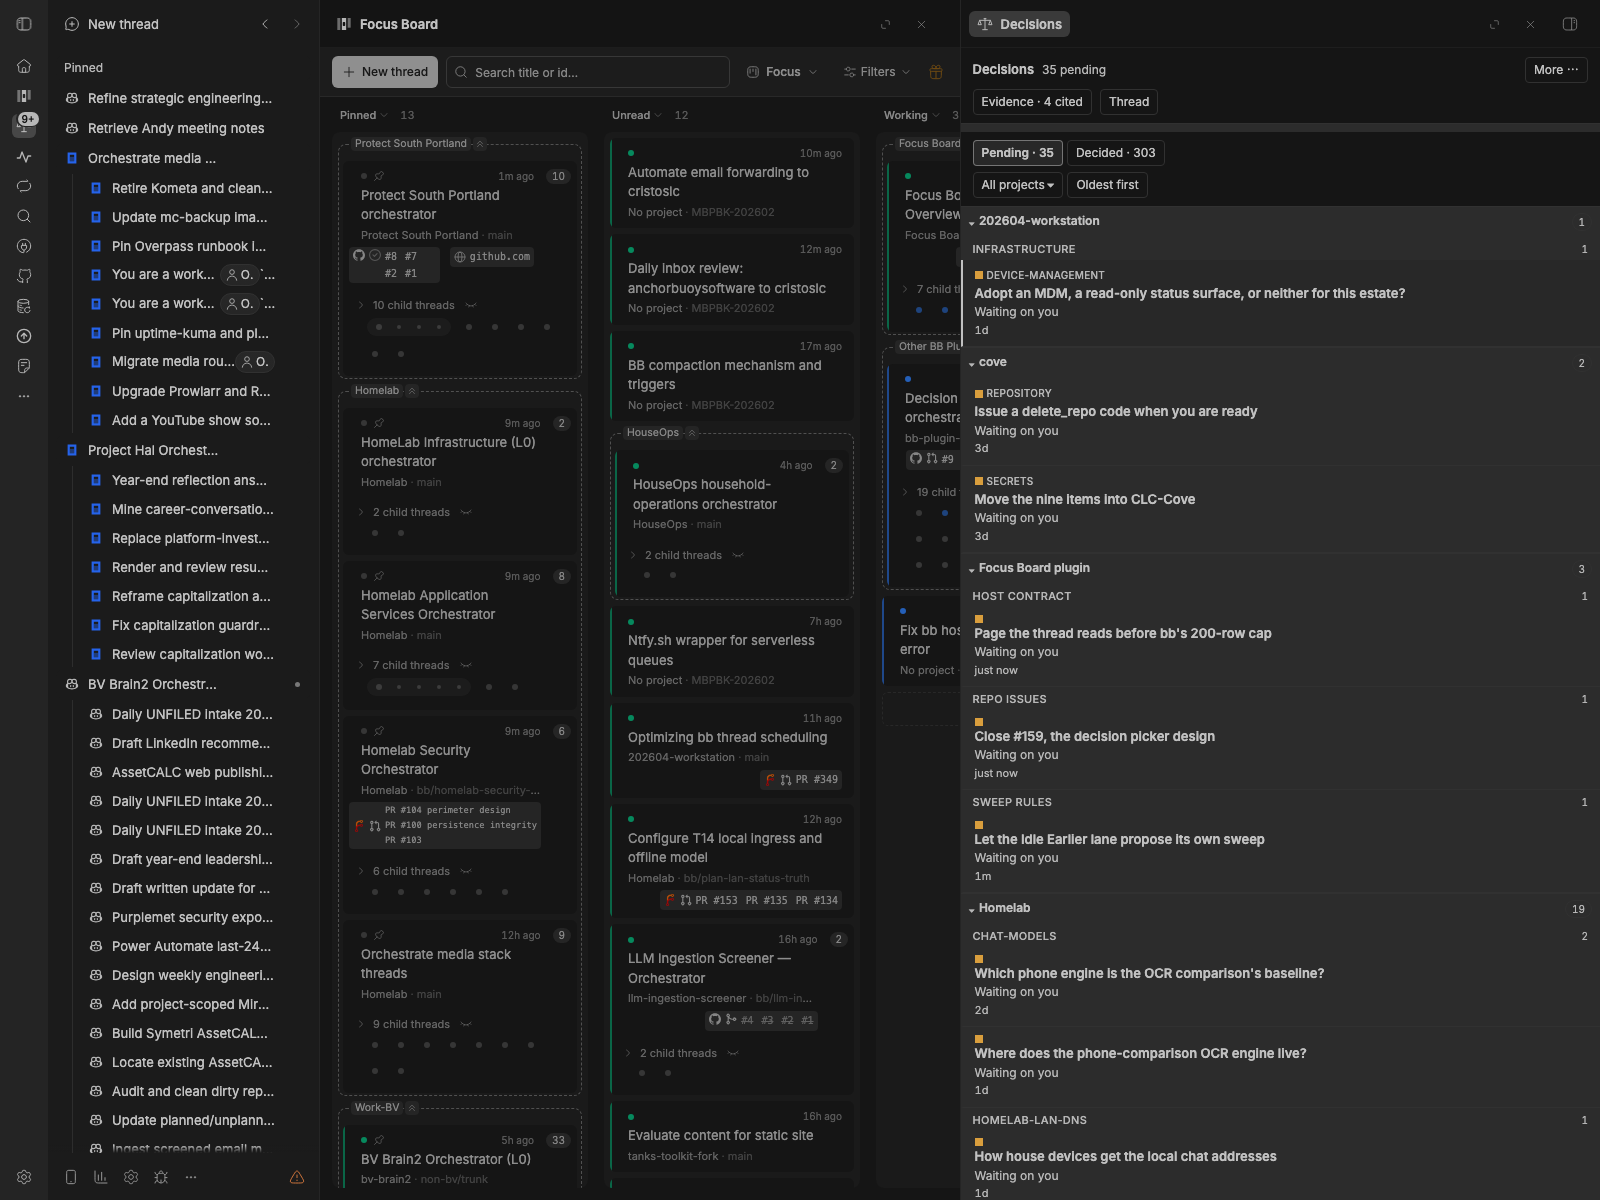 New thread
Pinned
Refine strategic engineering...
Retrieve Andy meeting notes
Orchestrate media ...
Retire Kometa and clean...
Update mc-backup ima...
Pin Overpass runbook i...
You are a work... O. `...
You are a work... O. `...
Pin uptime-kuma and pl...
Migrate media rou... O.
Upgrade Prowlarr and R...
Add a YouTube show so...
Project Hal Orchest...
Year-end reflection ans...
Mine career-conversatio...
Replace platform-invest...
Render and review resu...
Reframe capitalization a...
Fix capitalization guardr...
Review capitalization wo...
BV Brain2 Orchestr...
Daily UNFILED intake 20...
Draft LinkedIn recomme...
AssetCALC web publishi...
Daily UNFILED intake 20...
Daily UNFILED intake 20...
Draft year-end leadershi...
Draft written update for ...
Purplemet security expo...
Power Automate last-24...
Design weekly engineeri...
Add project-scoped Mir...
Build Symetri AssetCAL...
Locate existing AssetCA...
Audit and clean dirty rep...
Update planned/unplann...
Ingest screened email m...
9+
Focus Board
New thread
Search title or id...
Focus
Filters
Pinned 13
Protect South Portland
1m ago 10
Protect South Portland
orchestrator
Protect South Portland · main
#8 #7
#2 #1
github.com
10 child threads
Homelab
9m ago 2
HomeLab Infrastructure (L0)
orchestrator
Homelab · main
2 child threads
9m ago 8
Homelab Application
Services Orchestrator
Homelab · main
7 child threads
9m ago 6
Homelab Security
Orchestrator
Homelab · bb/homelab-security-...
PR #104 perimeter design
PR #100 persistence integrity
PR #103
6 child threads
12h ago 9
Orchestrate media stack
threads
Homelab · main
9 child threads
Work-BV
5h ago 33
BV Brain2 Orchestrator (L0)
bv-brain2 · non-bv/trunk
Unread 12
10m ago
Automate email forwarding to
cristosic
No project · MBPBK-202602
12m ago
Daily inbox review:
anchorbuoysoftware to cristosic
No project · MBPBK-202602
17m ago
BB compaction mechanism and
triggers
No project · MBPBK-202602
HouseOps
4h ago 2
HouseOps household-
operations orchestrator
HouseOps · main
2 child threads
7h ago
Ntfy.sh wrapper for serverless
queues
No project · MBPBK-202602
11h ago
Optimizing bb thread scheduling
202604-workstation · main
PR #349
12h ago
Configure T14 local ingress and
offline model
Homelab · bb/plan-lan-status-truth
PR #153 PR #135 PR #134
16h ago 2
LLM Ingestion Screener —
Orchestrator
llm-ingestion-screener · bb/llm-in...
#4 #3 #2 #1
2 child threads
16h ago
Evaluate content for static site
tanks-toolkit-fork · main
Working 3
Focus Board
Focus Bo
Overview
Focus Boa
7 child th
Other BB Plu
Decision
orchestra
bb-plugin-
#9
19 child
Fix bb hos
error
No project ·
Decisions
Decisions 35 pending
More ···
Evidence · 4 cited
Thread
Pending · 35
Decided · 303
All projects
Oldest first
202604-workstation 1
INFRASTRUCTURE 1
DEVICE-MANAGEMENT
Adopt an MDM, a read-only status surface, or neither for this estate?
Waiting on you
1d
cove 2
REPOSITORY
Issue a delete_repo code when you are ready
Waiting on you
3d
SECRETS
Move the nine items into CLC-Cove
Waiting on you
3d
Focus Board plugin 3
HOST CONTRACT 1
Page the thread reads before bb's 200-row cap
Waiting on you
just now
REPO ISSUES 1
Close #159, the decision picker design
Waiting on you
just now
SWEEP RULES 1
Let the Idle Earlier lane propose its own sweep
Waiting on you
1m
Homelab 19
CHAT-MODELS 2
Which phone engine is the OCR comparison's baseline?
Waiting on you
2d
Where does the phone-comparison OCR engine live?
Waiting on you
1d
HOMELAB-LAN-DNS 1
How house devices get the local chat addresses
Waiting on you
1d